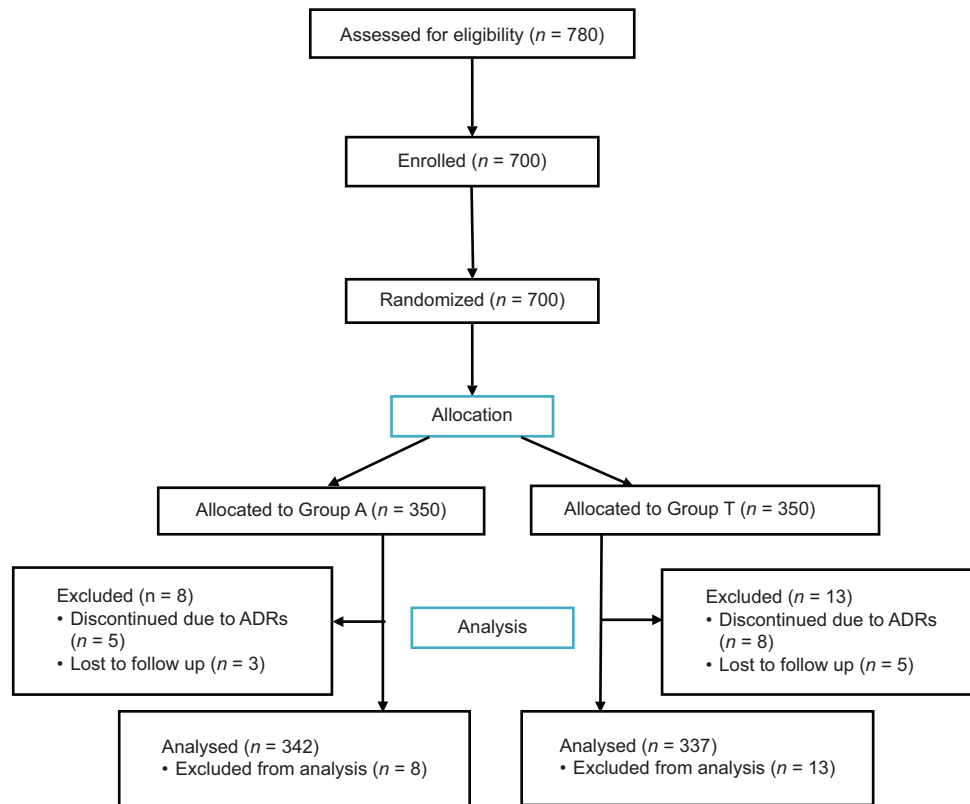 Assessed for eligibility (n = 780)
Enrolled (n = 700)
Randomized (n = 700)
Allocation
Allocated to Group A (n = 350)
Allocated to Group T (n = 350)
Excluded (n = 8)
• Discontinued due to ADRs
(n = 5)
• Lost to follow up (n = 3)
Analysis
Excluded (n = 13)
• Discontinued due to ADRs
(n = 8)
• Lost to follow up (n = 5)
Analysed (n = 342)
• Excluded from analysis (n = 8)
Analysed (n = 337)
• Excluded from analysis (n = 13)